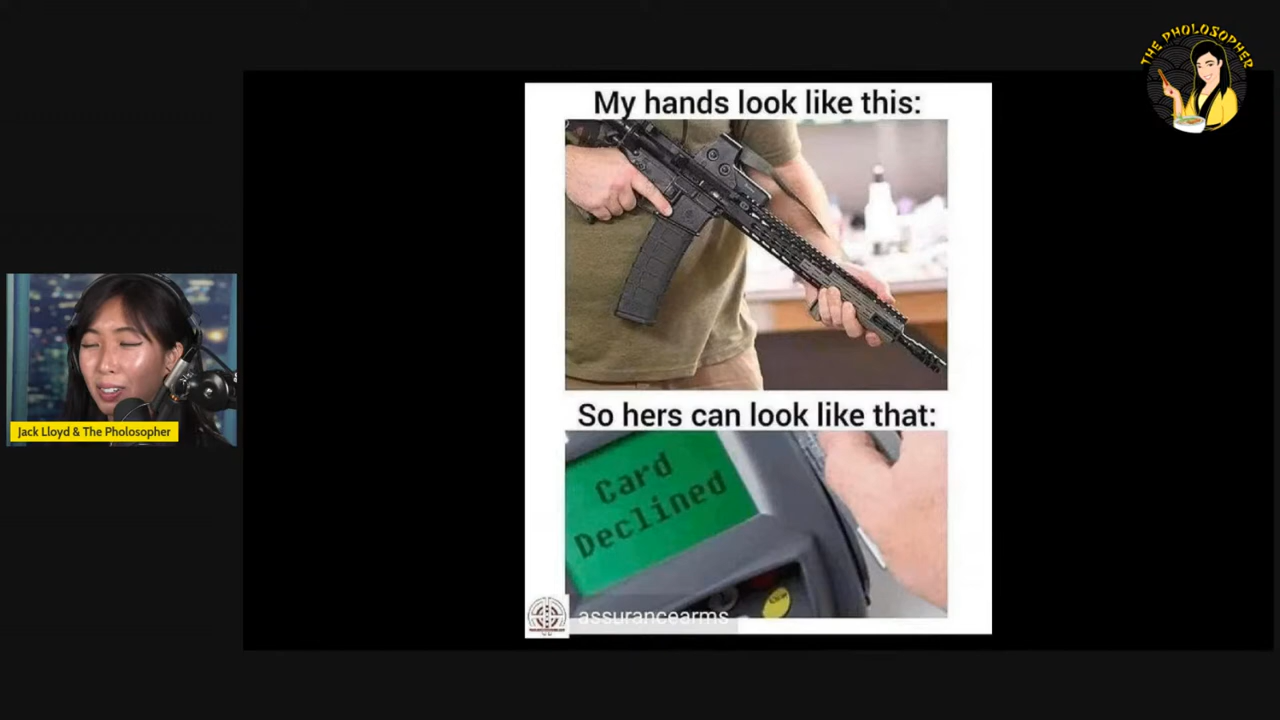 THE PHOLOSOPHER
My hands look like this:
So hers can look like that:
Card
Declined
assurancearms
Jack Lloyd & The Pholosopher